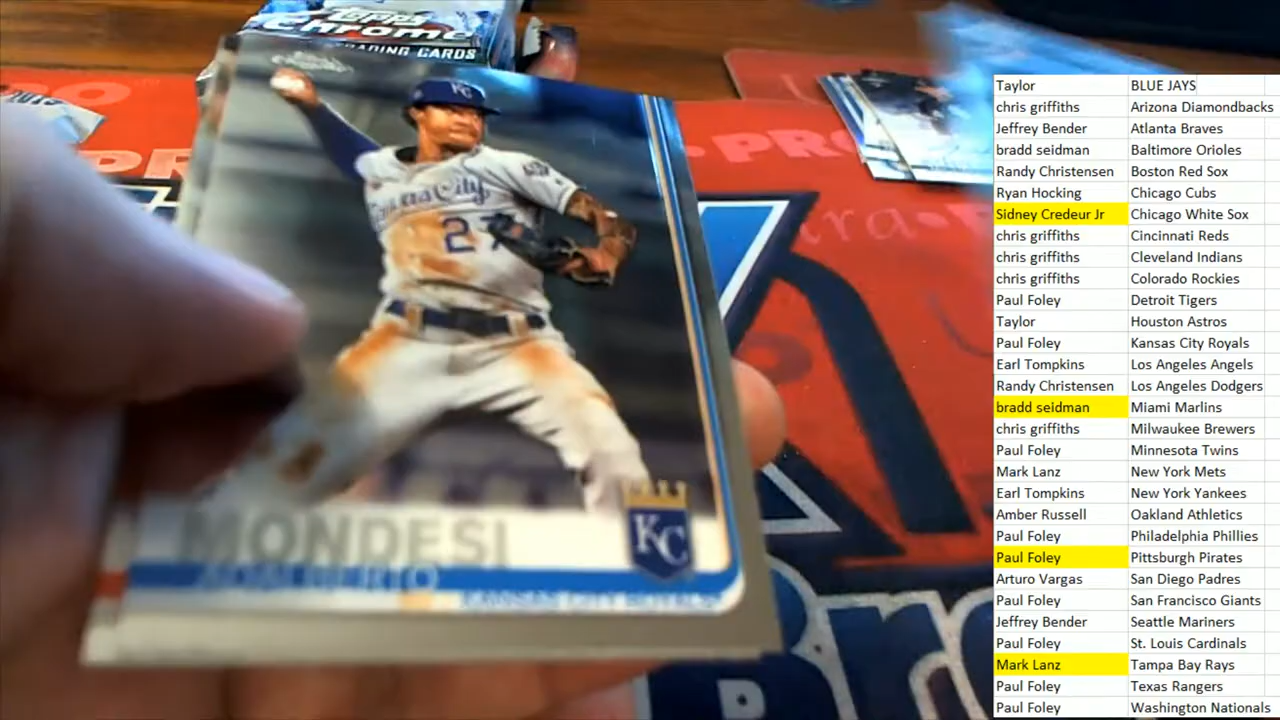 Topps
Chrome
TRADING CARDS
KC
Kansas City
27
MONDESI
ADALBERTO
KANSAS CITY ROYALS
KC
PRO
Taylor BLUE JAYS
chris griffiths Arizona Diamondbacks
Jeffrey Bender Atlanta Braves
bradd seidman Baltimore Orioles
Randy Christensen Boston Red Sox
Ryan Hocking Chicago Cubs
Sidney Credeur Jr Chicago White Sox
chris griffiths Cincinnati Reds
chris griffiths Cleveland Indians
chris griffiths Colorado Rockies
Paul Foley Detroit Tigers
Taylor Houston Astros
Paul Foley Kansas City Royals
Earl Tompkins Los Angeles Angels
Randy Christensen Los Angeles Dodgers
bradd seidman Miami Marlins
chris griffiths Milwaukee Brewers
Paul Foley Minnesota Twins
Mark Lanz New York Mets
Earl Tompkins New York Yankees
Amber Russell Oakland Athletics
Paul Foley Philadelphia Phillies
Paul Foley Pittsburgh Pirates
Arturo Vargas San Diego Padres
Paul Foley San Francisco Giants
Jeffrey Bender Seattle Mariners
Paul Foley St. Louis Cardinals
Mark Lanz Tampa Bay Rays
Paul Foley Texas Rangers
Paul Foley Washington Nationals